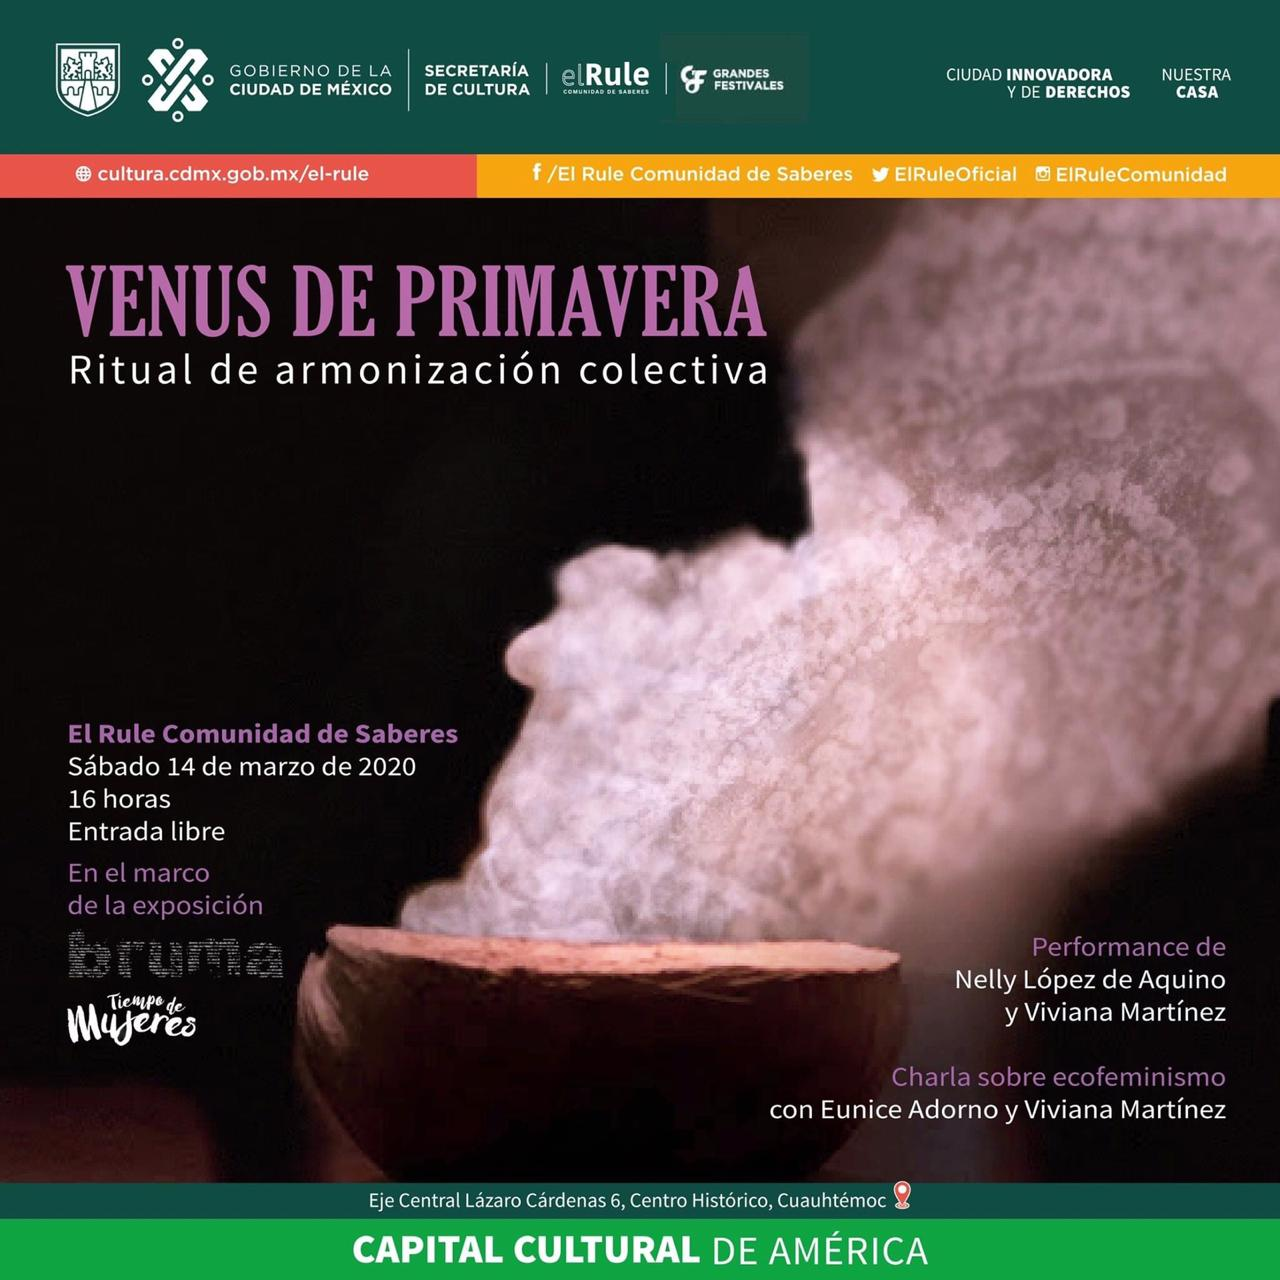 GOBIERNO DE LA
CIUDAD DE MÉXICO
SECRETARÍA
DE CULTURA
elRule
COMUNIDAD DE SABERES
GF GRANDES
FESTIVALES
CIUDAD INNOVADORA
Y DE DERECHOS
NUESTRA
CASA
cultura.cdmx.gob.mx/el-rule
f /El Rule Comunidad de Saberes
ElRuleOficial
ElRuleComunidad
VENUS DE PRIMAVERA
Ritual de armonización colectiva
El Rule Comunidad de Saberes
Sábado 14 de marzo de 2020
16 horas
Entrada libre
En el marco
de la exposición
bruma
Tiempo de
Mujeres
Performance de
Nelly López de Aquino
y Viviana Martínez
Charla sobre ecofeminismo
con Eunice Adorno y Viviana Martínez
Eje Central Lázaro Cárdenas 6, Centro Histórico, Cuauhtémoc
CAPITAL CULTURAL DE AMÉRICA